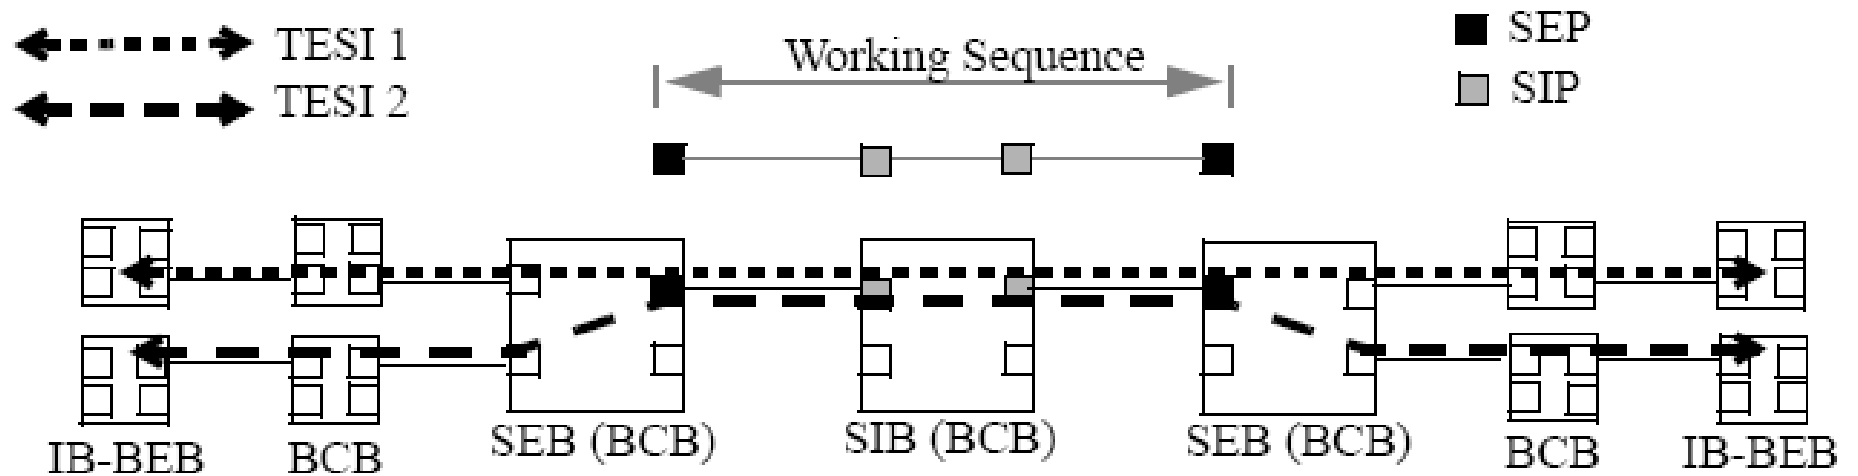 TESI 1
TESI 2
Working Sequence
SEP
SIP
IB-BEB
BCB
SEB (BCB)
SIB (BCB)
SEB (BCB)
BCB
IB-BEB